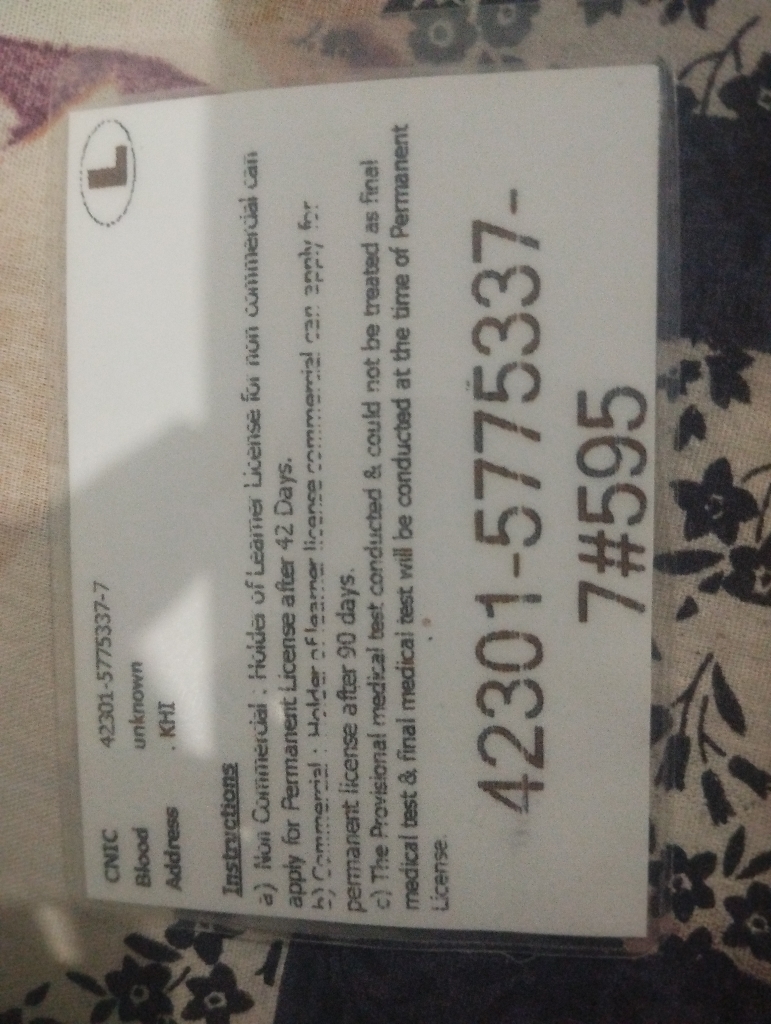 L
CNIC 42301-5775337-7
Blood unknown
Address . KHI
Instructions
a) Non Commercial : Holder of Learner License for non commercial can
apply for Permanent License after 42 Days.
b) Commercial : Holder of learner license commercial can apply for
permanent license after 90 days.
c) The Provisional medical test conducted & could not be treated as final
medical test & final medical test will be conducted at the time of Permanent
License.
42301-5775337-
7#595